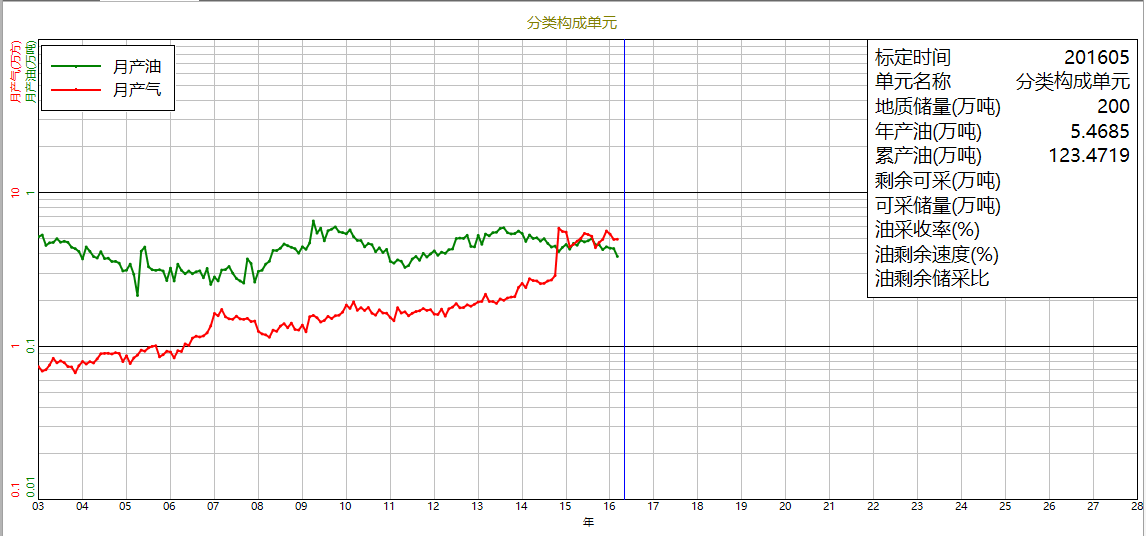 分类构成单元
月产气(万方)
月产油(万吨)
月产油
月产气
标定时间 201605
单元名称 分类构成单元
地质储量(万吨) 200
年产油(万吨) 5.4685
累产油(万吨) 123.4719
剩余可采(万吨)
可采储量(万吨)
油采收率(%)
油剩余速度(%)
油剩余储采比
10 1
1 0.1
0.1 0.01
03 04 05 06 07 08 09 10 11 12 13 14 15 16 17 18 19 20 21 22 23 24 25 26 27 28
年